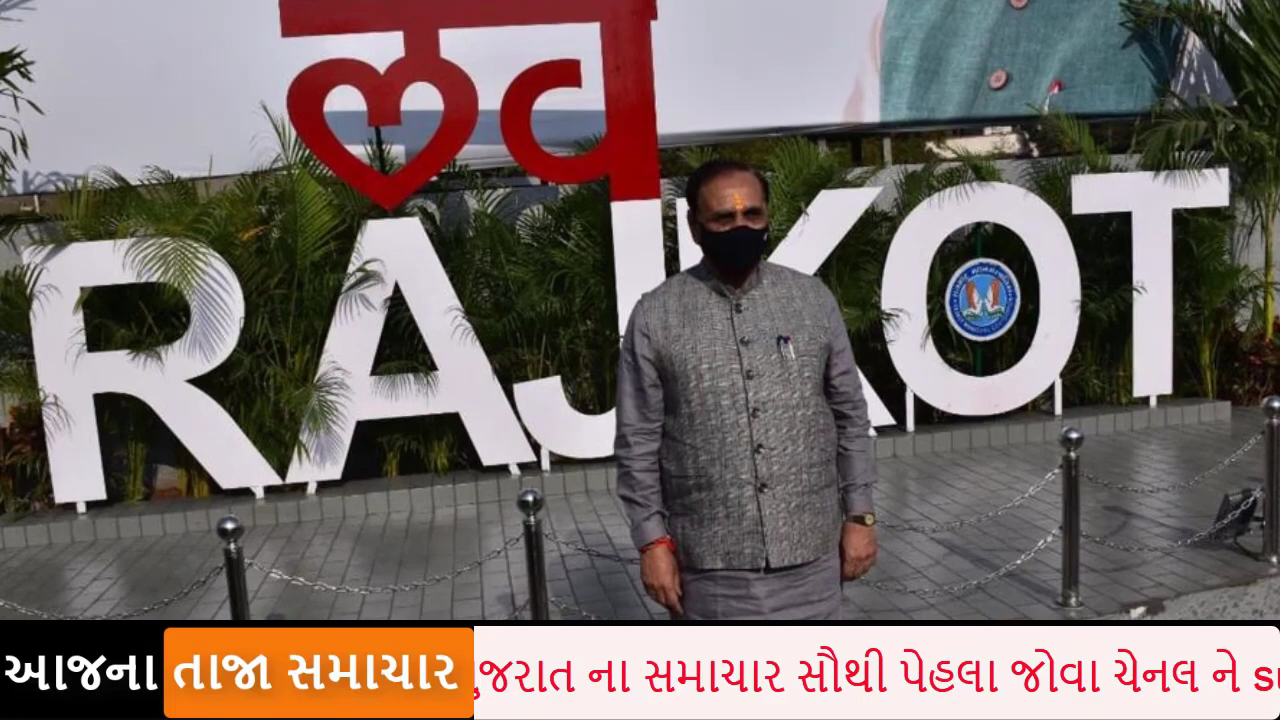 લવ
RAJKOT
આજના તાજા સમાચાર
જરાત ના સમાચાર સૌથી પેહલા જોવા ચેનલ ને